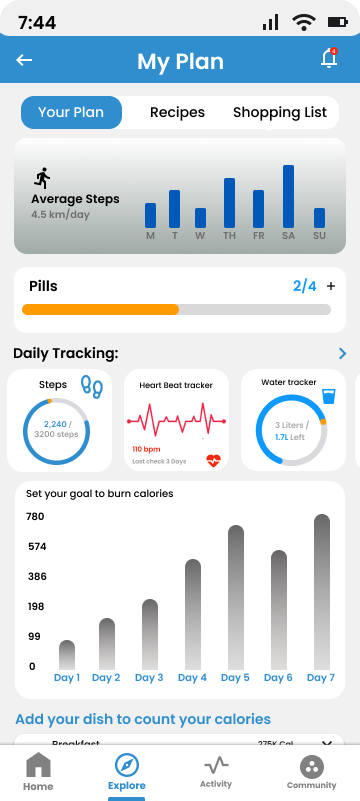 7:44
My Plan
4
Your Plan
Recipes
Shopping List
Average Steps
4.5 km/day
M T W TH FR SA SU
Pills
2/4 +
Daily Tracking:
Steps
2,240 /
3200 steps
Heart Beat tracker
110 bpm
Last check 3 Days
Water tracker
3 Liters /
1.7L Left
Set your goal to burn calories
780
574
386
198
99
0
Day 1 Day 2 Day 3 Day 4 Day 5 Day 6 Day 7
Add your dish to count your calories
Breakfast
275K Cal
Home
Explore
Activity
Community